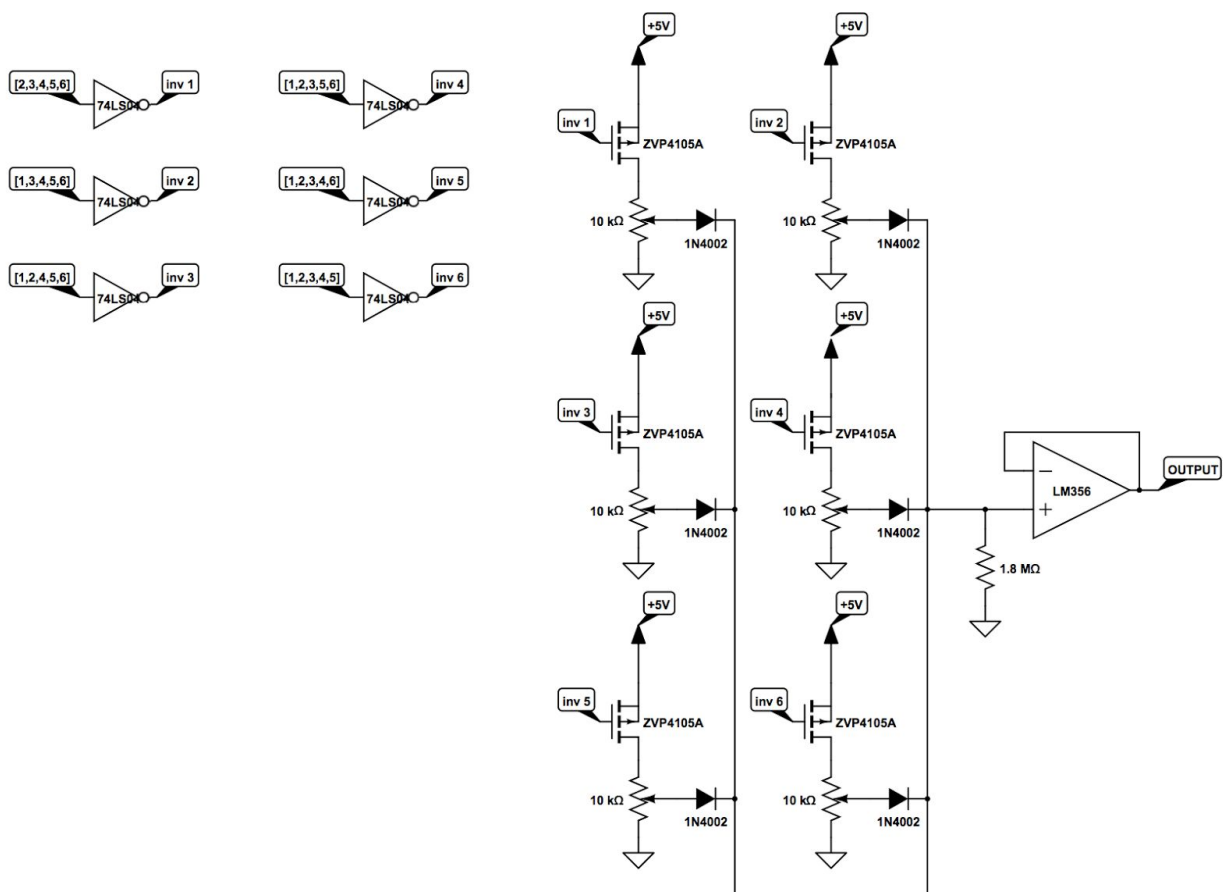 +5V
+5V
[2,3,4,5,6]
74LS04
inv 1
[1,2,3,5,6]
74LS04
inv 4
inv 1
ZVP4105A
inv 2
ZVP4105A
[1,3,4,5,6]
74LS04
inv 2
[1,2,3,4,6]
74LS04
inv 5
10 kΩ
1N4002
10 kΩ
1N4002
[1,2,4,5,6]
74LS04
inv 3
[1,2,3,4,5]
74LS04
inv 6
+5V
+5V
inv 3
ZVP4105A
inv 4
ZVP4105A
10 kΩ
1N4002
10 kΩ
1N4002
−
LM356
+
OUTPUT
1.8 MΩ
+5V
+5V
inv 5
ZVP4105A
inv 6
ZVP4105A
10 kΩ
1N4002
10 kΩ
1N4002